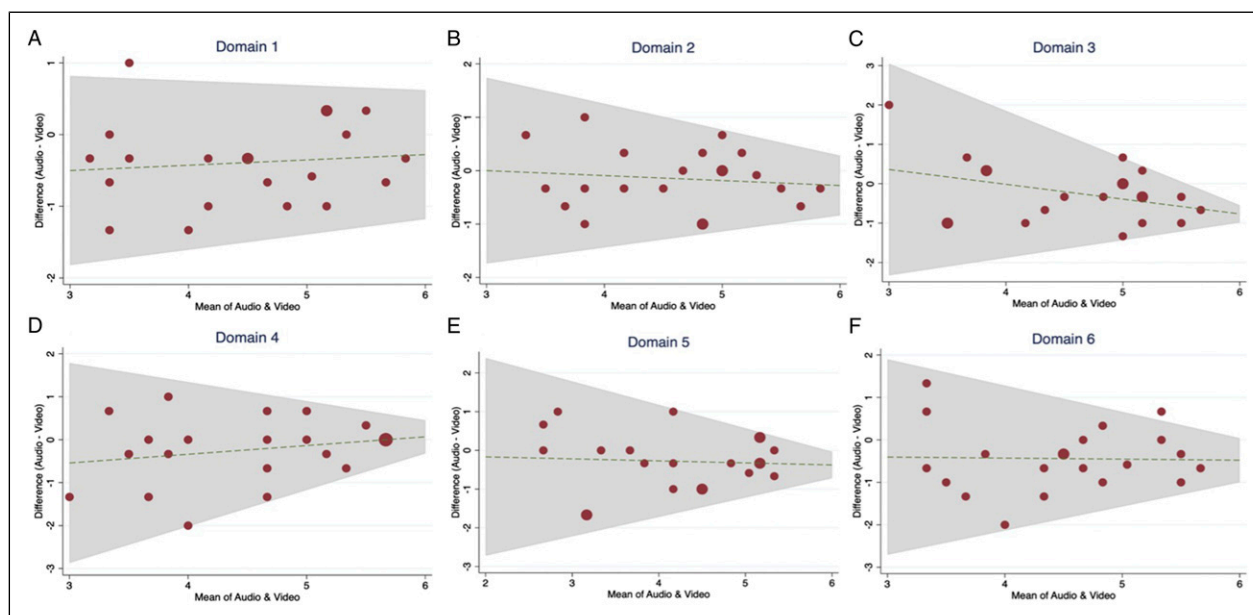 A
Domain 1
Difference (Audio - Video)
1
0
-1
-2
3
4
5
6
Mean of Audio & Video
B
Domain 2
Difference (Audio - Video)
2
1
0
-1
-2
3
4
5
6
Mean of Audio & Video
C
Domain 3
Difference (Audio - Video)
3
2
1
0
-1
-2
3
4
5
6
Mean of Audio & Video
D
Domain 4
Difference (Audio - Video)
2
1
0
-1
-2
-3
3
4
5
6
Mean of Audio & Video
E
Domain 5
Difference (Audio - Video)
2
1
0
-1
-2
-3
2
3
4
5
6
Mean of Audio & Video
F
Domain 6
Difference (Audio - Video)
2
1
0
-1
-2
-3
3
4
5
6
Mean of Audio & Video